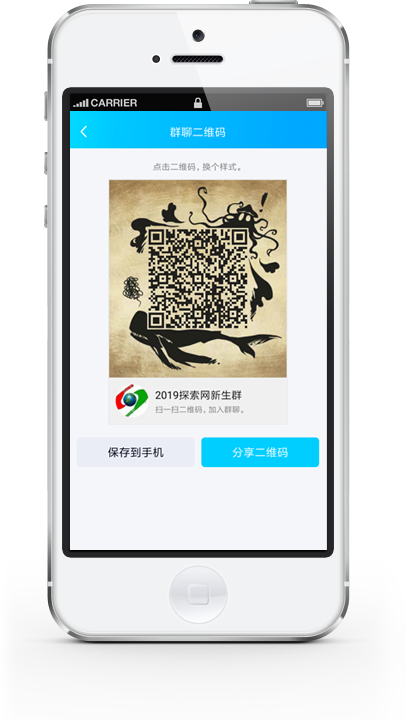 CARRIER
群聊二维码
点击二维码，换个样式。
2019探索网新生群
扫一扫二维码，加入群聊。
保存到手机
分享二维码